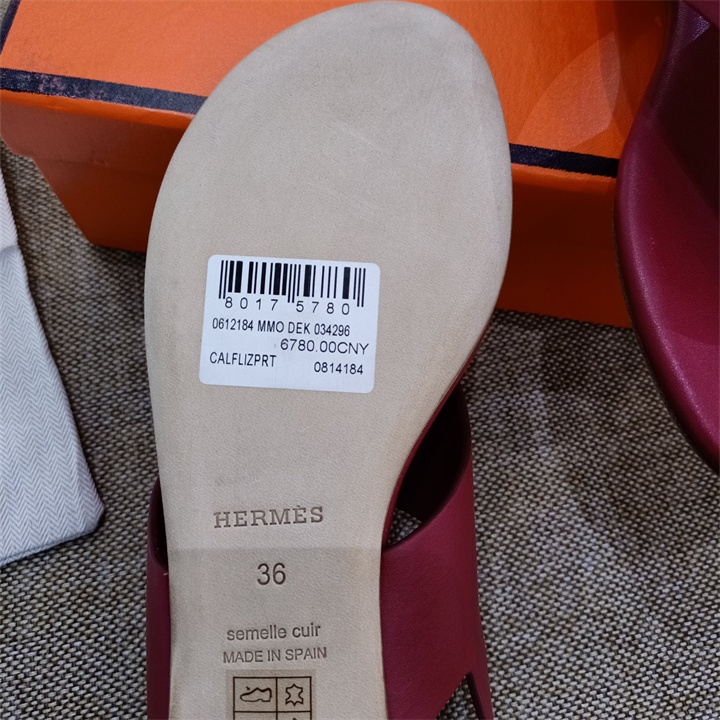 8017 5780
0612184 MMO DEK 034296
6780.00CNY
CALFLIZPRT 0814184
HERMÈS
36
semelle cuir
MADE IN SPAIN